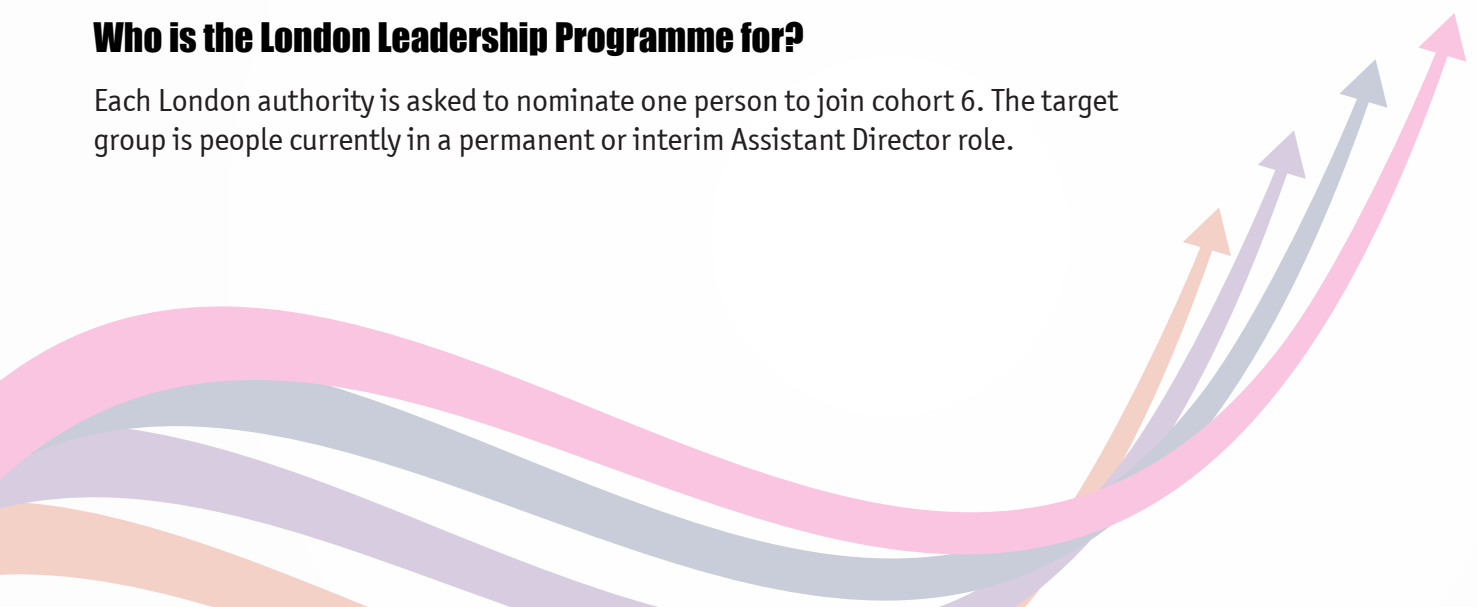 Who is the London Leadership Programme for?
Each London authority is asked to nominate one person to join cohort 6. The target
group is people currently in a permanent or interim Assistant Director role.